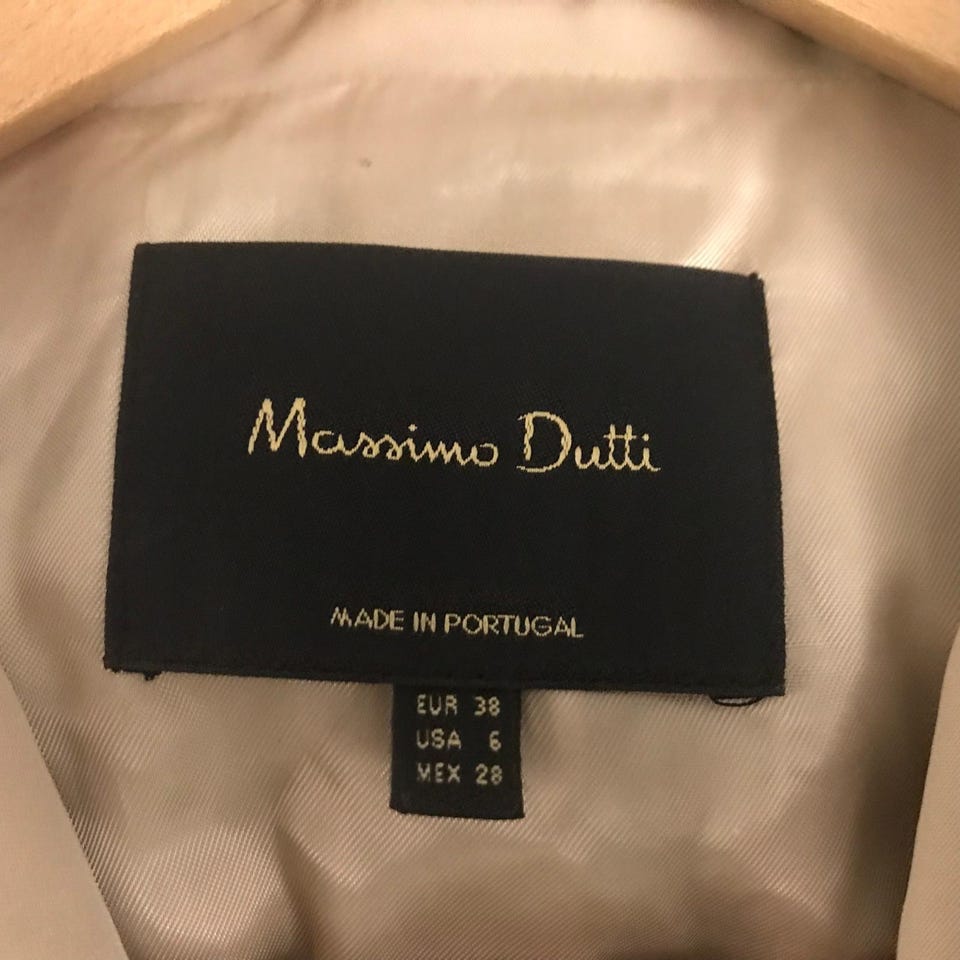 Massimo Dutti
MADE IN PORTUGAL
EUR 38
USA 6
MEX 28